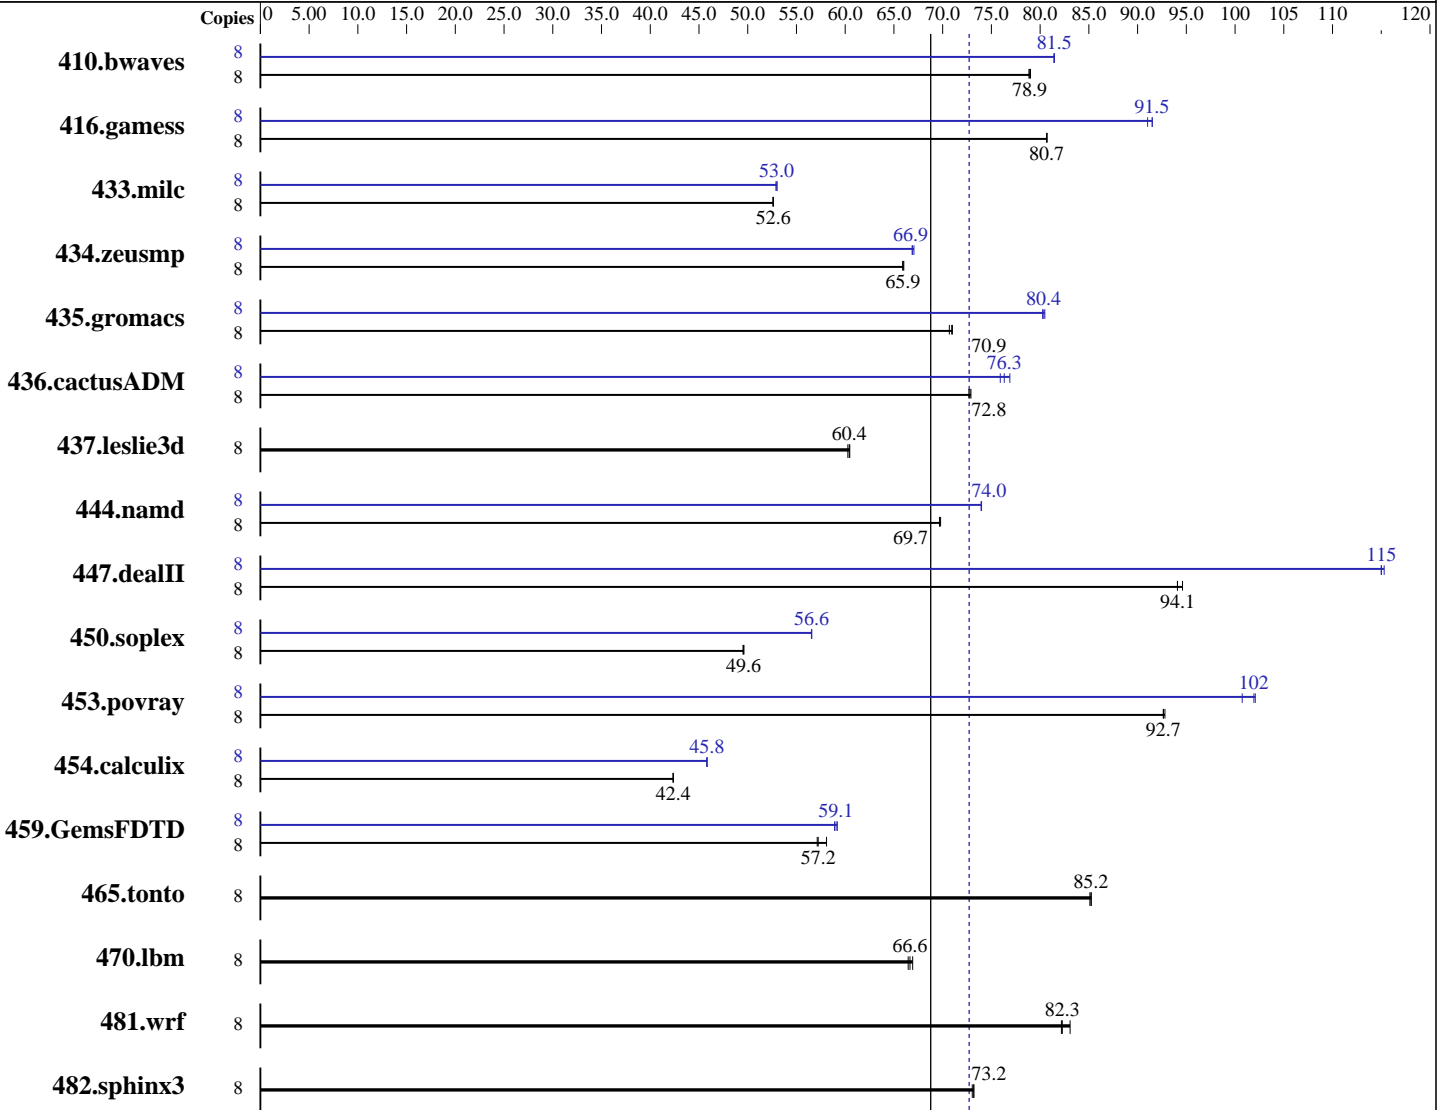 Copies 0 5.00 10.0 15.0 20.0 25.0 30.0 35.0 40.0 45.0 50.0 55.0 60.0 65.0 70.0 75.0 80.0 85.0 90.0 95.0 100 105 110 120
410.bwaves 8 81.5
8 78.9
416.gamess 8 91.5
8 80.7
433.milc 8 53.0
8 52.6
434.zeusmp 8 66.9
8 65.9
435.gromacs 8 80.4
8 70.9
436.cactusADM 8 76.3
8 72.8
437.leslie3d 8 60.4
444.namd 8 74.0
8 69.7
447.dealII 8 115
8 94.1
450.soplex 8 56.6
8 49.6
453.povray 8 102
8 92.7
454.calculix 8 45.8
8 42.4
459.GemsFDTD 8 59.1
8 57.2
465.tonto 8 85.2
470.lbm 8 66.6
481.wrf 8 82.3
482.sphinx3 8 73.2